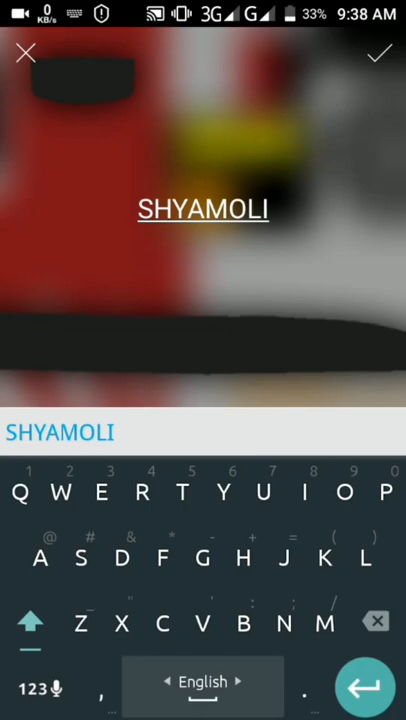 0 KB/s 3G G 33% 9:38 AM
SHYAMOLI
SHYAMOLI
1 2 3 4 5 6 7 8 9 0
Q W E R T Y U I O P
@ # & * - + = ( )
A S D F G H J K L
_ " ' : ; /
Z X C V B N M
123 , English .